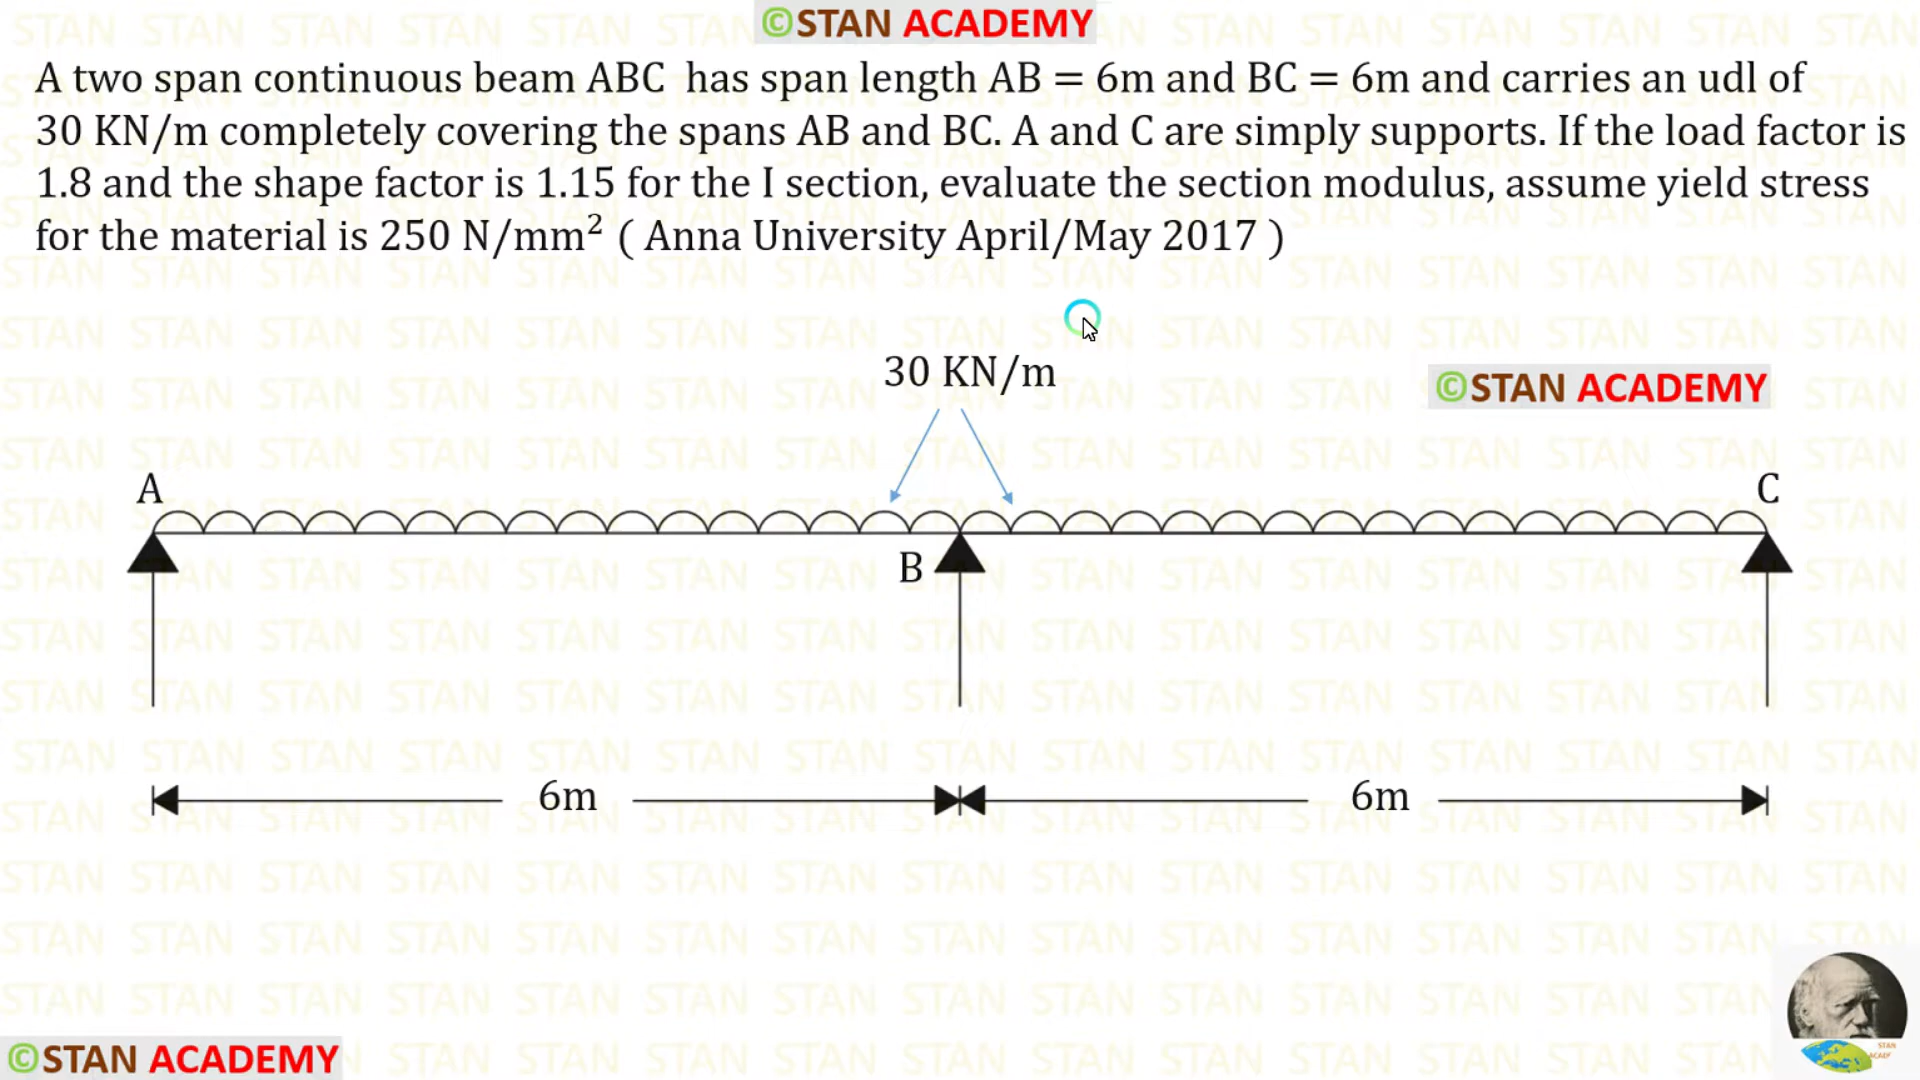 ©STAN ACADEMY
A two span continuous beam ABC has span length AB = 6m and BC = 6m and carries an udl of
30 KN/m completely covering the spans AB and BC. A and C are simply supports. If the load factor is
1.8 and the shape factor is 1.15 for the I section, evaluate the section modulus, assume yield stress
for the material is 250 N/mm² ( Anna University April/May 2017 )
30 KN/m
©STAN ACADEMY
A
C
B
6m
6m
©STAN ACADEMY
STAN